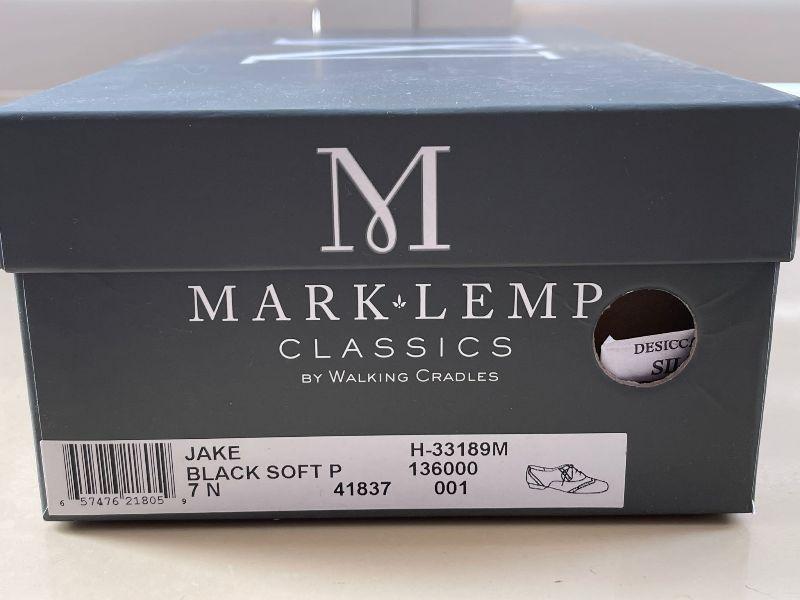 M
MARK LEMP
CLASSICS
BY WALKING CRADLES
DESICC
SIL
JAKE H-33189M
BLACK SOFT P 136000
7 N 41837 001
6 57476 21805 9